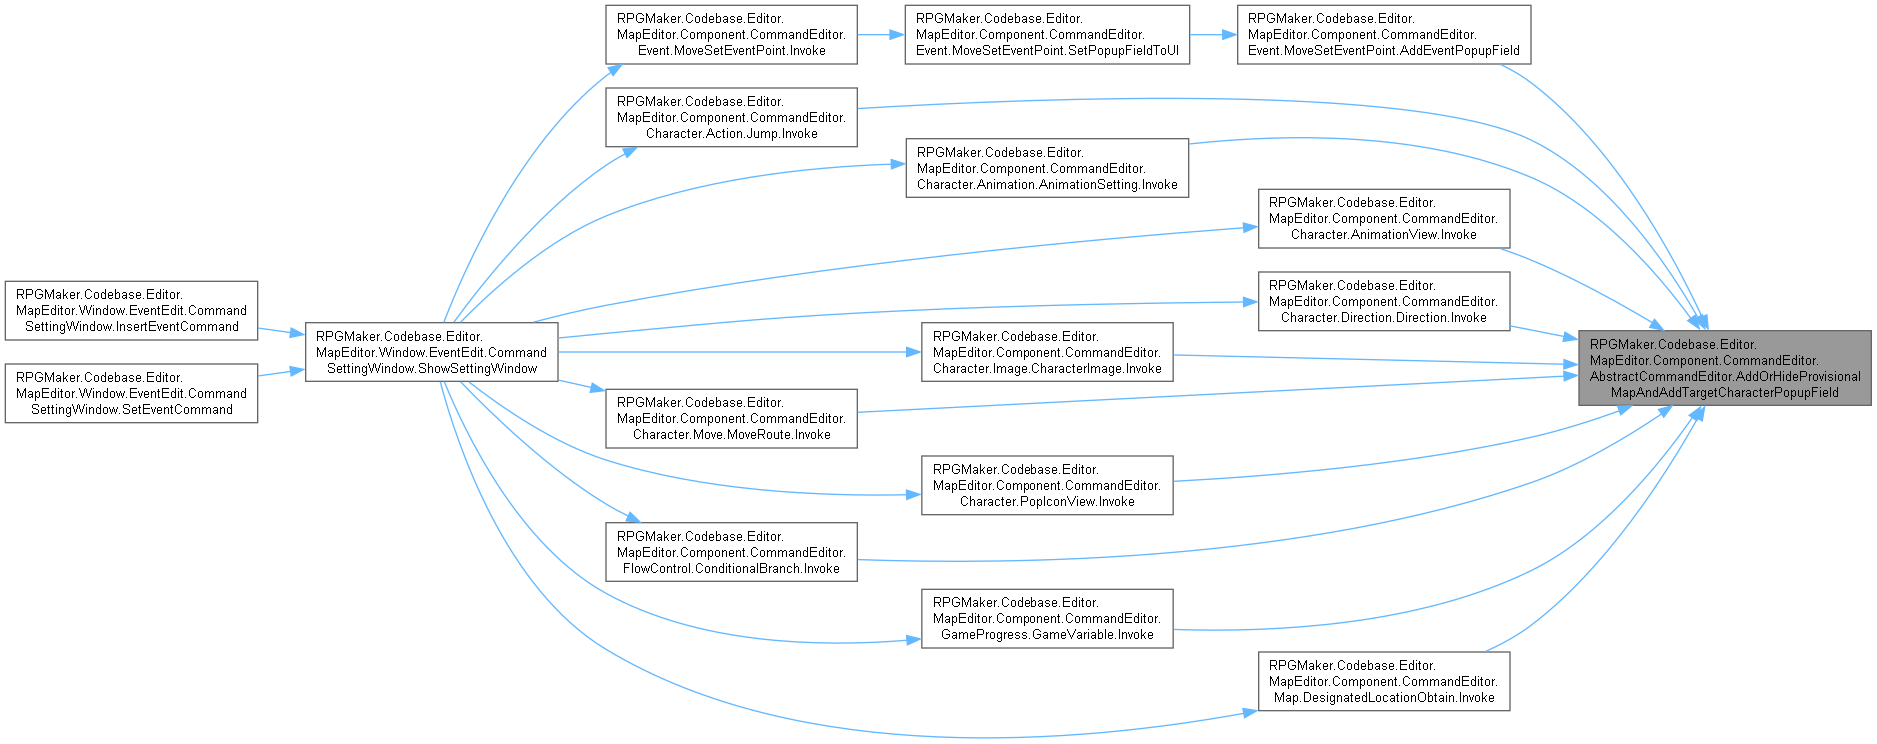 RPGMaker.Codebase.Editor.
MapEditor.Component.CommandEditor.
Event.MoveSetEventPoint.Invoke
RPGMaker.Codebase.Editor.
MapEditor.Component.CommandEditor.
Event.MoveSetEventPoint.SetPopupFieldToUI
RPGMaker.Codebase.Editor.
MapEditor.Component.CommandEditor.
Event.MoveSetEventPoint.AddEventPopupField
RPGMaker.Codebase.Editor.
MapEditor.Component.CommandEditor.
Character.Action.Jump.Invoke
RPGMaker.Codebase.Editor.
MapEditor.Component.CommandEditor.
Character.Animation.AnimationSetting.Invoke
RPGMaker.Codebase.Editor.
MapEditor.Component.CommandEditor.
Character.AnimationView.Invoke
RPGMaker.Codebase.Editor.
MapEditor.Component.CommandEditor.
Character.Direction.Direction.Invoke
RPGMaker.Codebase.Editor.
MapEditor.Window.EventEdit.Command
SettingWindow.InsertEventCommand
RPGMaker.Codebase.Editor.
MapEditor.Window.EventEdit.Command
SettingWindow.ShowSettingWindow
RPGMaker.Codebase.Editor.
MapEditor.Component.CommandEditor.
Character.Image.CharacterImage.Invoke
RPGMaker.Codebase.Editor.
MapEditor.Component.CommandEditor.
AbstractCommandEditor.AddOrHideProvisional
MapAndAddTargetCharacterPopupField
RPGMaker.Codebase.Editor.
MapEditor.Window.EventEdit.Command
SettingWindow.SetEventCommand
RPGMaker.Codebase.Editor.
MapEditor.Component.CommandEditor.
Character.Move.MoveRoute.Invoke
RPGMaker.Codebase.Editor.
MapEditor.Component.CommandEditor.
Character.PopIconView.Invoke
RPGMaker.Codebase.Editor.
MapEditor.Component.CommandEditor.
FlowControl.ConditionalBranch.Invoke
RPGMaker.Codebase.Editor.
MapEditor.Component.CommandEditor.
GameProgress.GameVariable.Invoke
RPGMaker.Codebase.Editor.
MapEditor.Component.CommandEditor.
Map.DesignatedLocationObtain.Invoke